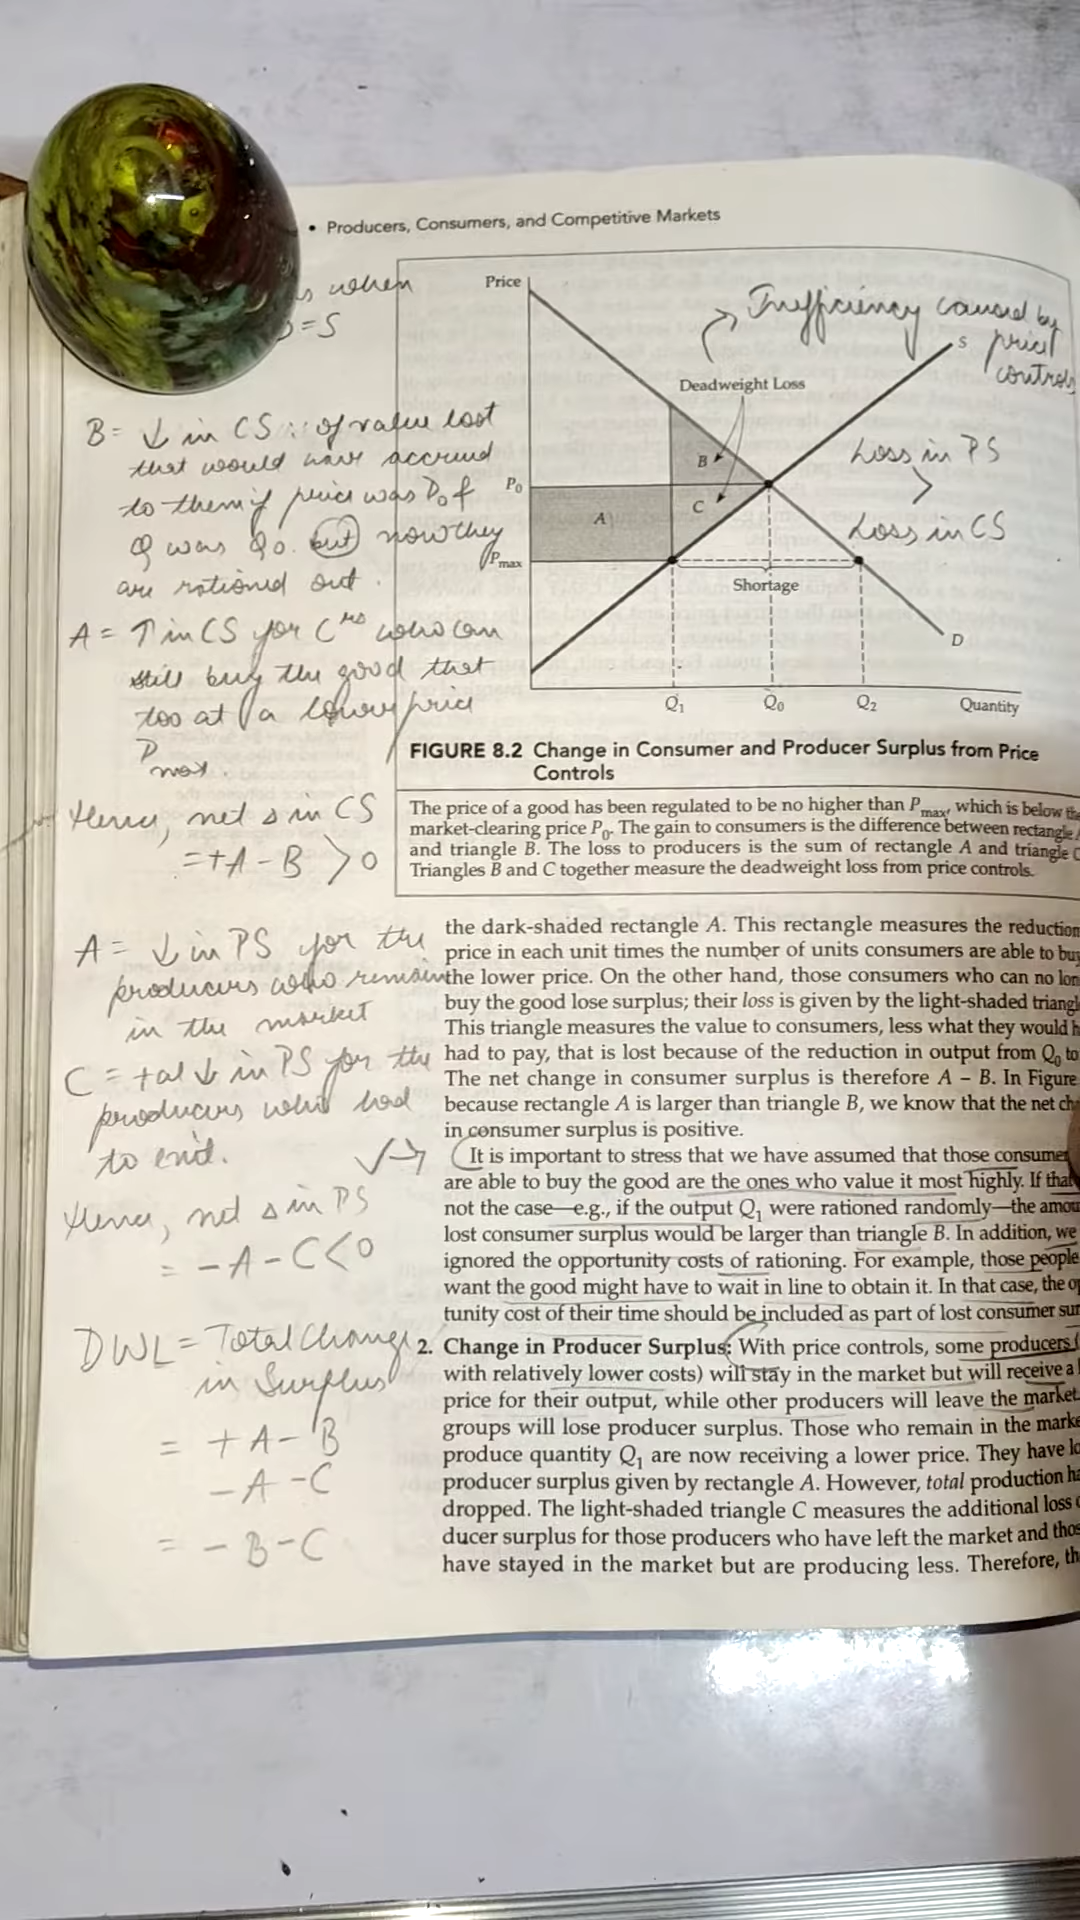 • Producers, Consumers, and Competitive Markets
when
=S
B = ↓ in CS ∵ of value lost
that would have accrued
to them if price was P₀ &
Q was Q₀. but now they
are rationed out.
A = ↑ in CS for Cʳˢ who can
still buy the good that
too at a lower price
P max.
Hence, net Δ in CS
= +A - B > 0
A = ↓ in PS for the
producers who remain
in the market
C = +al ↓ in PS for the
producers who had
to end.
Hence, net Δ in PS
= - A - C < 0
DWL = Total Change
in Surplus
= + A - B
- A - C
= - B - C
Price
Inefficiency caused by
price
controls
S
Deadweight Loss
B
Loss in PS
>
Loss in CS
P₀
A
C
Pmax
Shortage
D
Q₁ Q₀ Q₂ Quantity
FIGURE 8.2 Change in Consumer and Producer Surplus from Price
Controls
The price of a good has been regulated to be no higher than Pmax, which is below the
market-clearing price P₀. The gain to consumers is the difference between rectangle
and triangle B. The loss to producers is the sum of rectangle A and triangle C
Triangles B and C together measure the deadweight loss from price controls.
the dark-shaded rectangle A. This rectangle measures the reduction
price in each unit times the number of units consumers are able to buy
the lower price. On the other hand, those consumers who can no
buy the good lose surplus; their loss is given by the light-shaded
This triangle measures the value to consumers, less what they would
had to pay, that is lost because of the reduction in output from Q₀ to
The net change in consumer surplus is therefore A – B. In Figure
because rectangle A is larger than triangle B, we know that the net
in consumer surplus is positive.
It is important to stress that we have assumed that those
are able to buy the good are the ones who value it most highly. If that
not the case—e.g., if the output Q₁ were rationed randomly—the
lost consumer surplus would be larger than triangle B. In addition, we
ignored the opportunity costs of rationing. For example, those people
want the good might have to wait in line to obtain it. In that case, the
tunity cost of their time should be included as part of lost consumer
2. Change in Producer Surplus: With price controls, some producers
with relatively lower costs) will stay in the market but will receive a
price for their output, while other producers will leave the market.
groups will lose producer surplus. Those who remain in the
produce quantity Q₁ are now receiving a lower price. They have
producer surplus given by rectangle A. However, total production
dropped. The light-shaded triangle C measures the additional loss
ducer surplus for those producers who have left the market and
have stayed in the market but are producing less. Therefore,